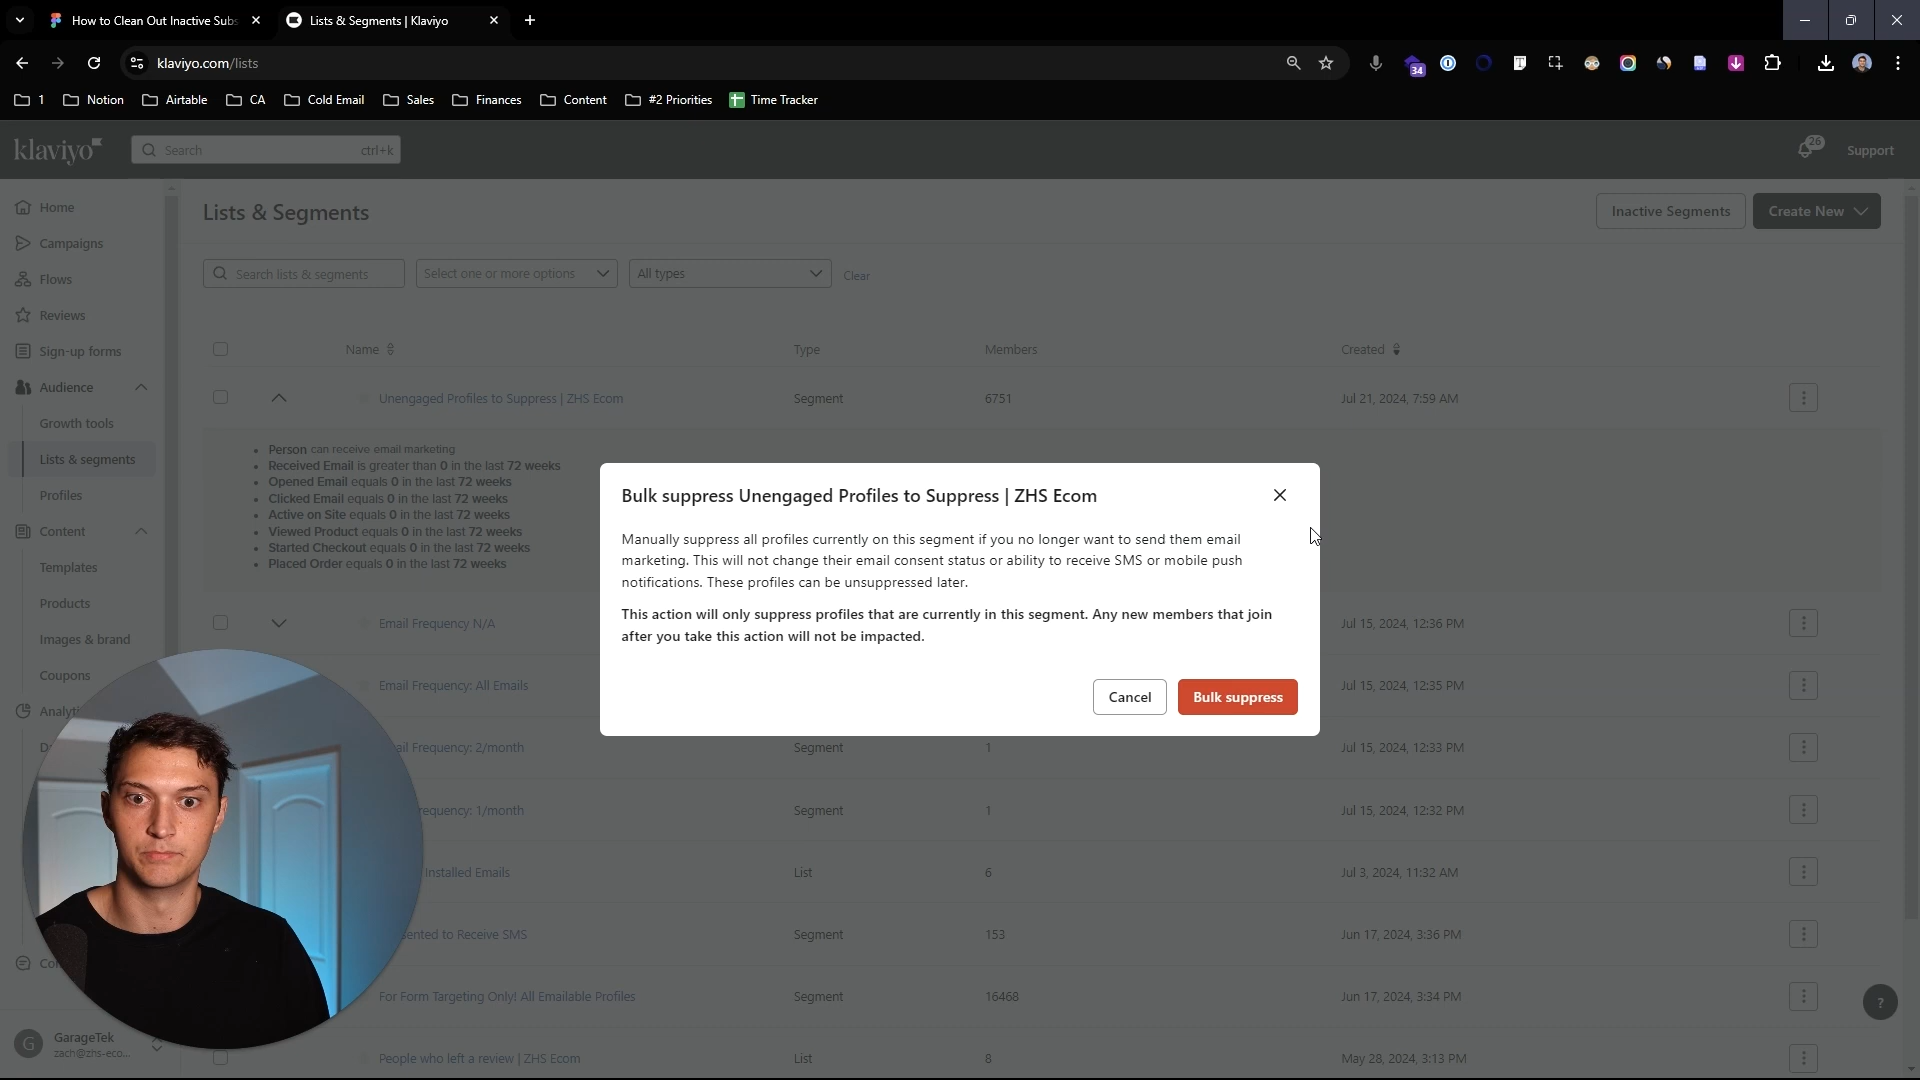 How to Clean Out Inactive Subs
Lists & Segments | Klaviyo
klaviyo.com/lists
34
1
Notion
Airtable
CA
Cold Email
Sales
Finances
Content
#2 Priorities
Time Tracker
klaviyo
Search
ctrl+k
26
Support
Home
Campaigns
Flows
Reviews
Sign-up forms
Audience
Growth tools
Lists & segments
Profiles
Content
Templates
Products
Images & brand
Coupons
Analyti
Co
GarageTek
zach@zhs-eco...
Lists & Segments
Inactive Segments
Create New
Search lists & segments
Select one or more options
All types
Clear
Name
Type
Members
Created
Unengaged Profiles to Suppress | ZHS Ecom
Segment
6751
Jul 21, 2024, 7:59 AM
Person can receive email marketing
Received Email is greater than 0 in the last 72 weeks
Opened Email equals 0 in the last 72 weeks
Clicked Email equals 0 in the last 72 weeks
Active on Site equals 0 in the last 72 weeks
Viewed Product equals 0 in the last 72 weeks
Started Checkout equals 0 in the last 72 weeks
Placed Order equals 0 in the last 72 weeks
Bulk suppress Unengaged Profiles to Suppress | ZHS Ecom
Manually suppress all profiles currently on this segment if you no longer want to send them email
marketing. This will not change their email consent status or ability to receive SMS or mobile push
notifications. These profiles can be unsuppressed later.
This action will only suppress profiles that are currently in this segment. Any new members that join
after you take this action will not be impacted.
Cancel
Bulk suppress
Email Frequency N/A
Jul 15, 2024, 12:36 PM
Email Frequency: All Emails
Jul 15, 2024, 12:35 PM
ail Frequency: 2/month
Segment
1
Jul 15, 2024, 12:33 PM
requency: 1/month
Segment
1
Jul 15, 2024, 12:32 PM
Installed Emails
List
6
Jul 3, 2024, 11:32 AM
sented to Receive SMS
Segment
153
Jun 17, 2024, 3:36 PM
For Form Targeting Only! All Emailable Profiles
Segment
16468
Jun 17, 2024, 3:34 PM
People who left a review | ZHS Ecom
List
8
May 28, 2024, 3:13 PM
G
?